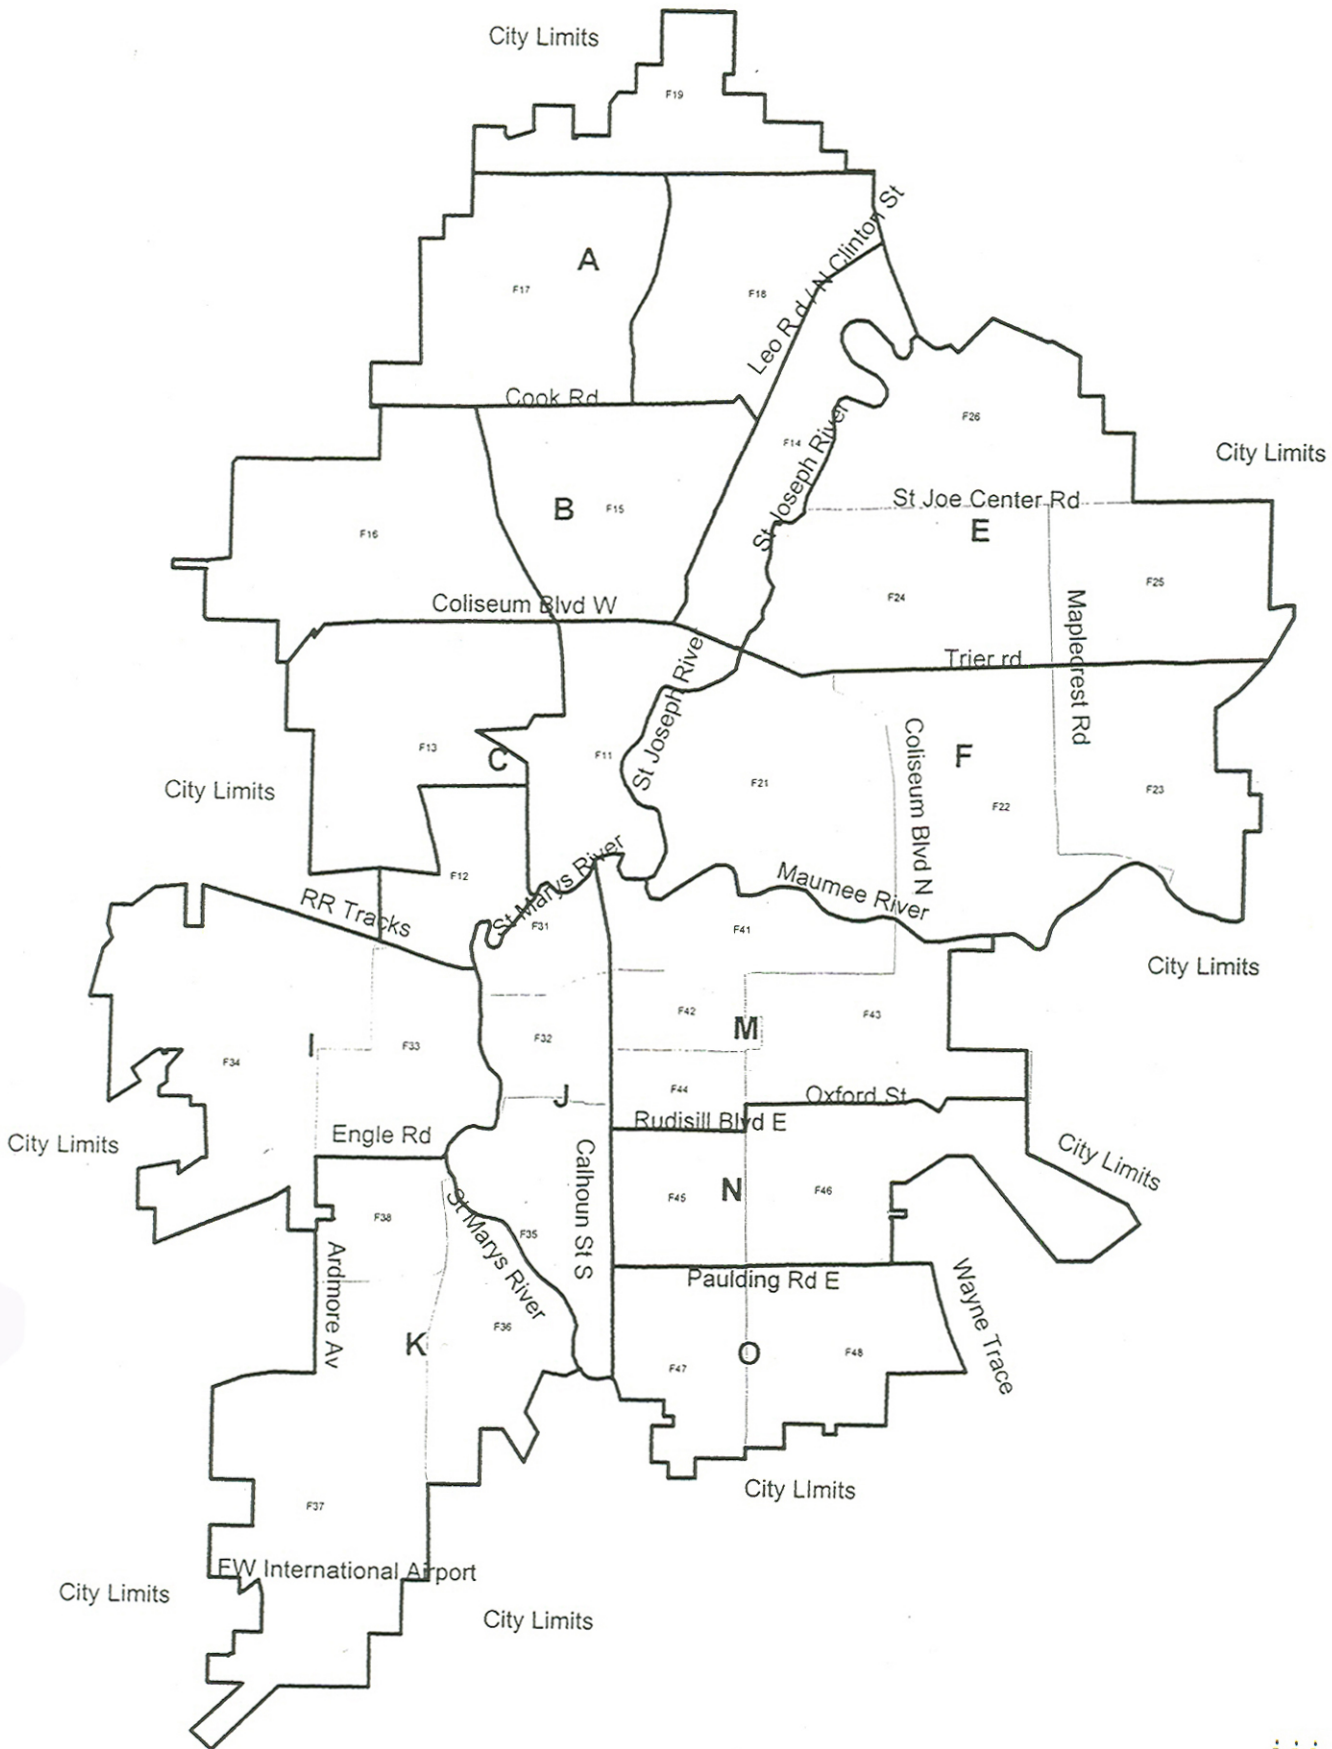 City Limits
F19
Leo Rd / N Clinton St
A
F17
F18
Cook Rd
F14
St Joseph River
F26
City Limits
St Joe Center Rd
B
F15
E
F16
F24
F25
Coliseum Blvd W
Maplecrest Rd
Trier rd
St Joseph River
F13
C
F11
Coliseum Blvd N
F
F21
F22
F23
City Limits
F12
St Marys River
Maumee River
RR Tracks
F31
F41
City Limits
F42
M
F43
I
F33
F32
F34
F44
J
Oxford St
Rudisill Blvd E
Engle Rd
City Limits
City Limits
Calhoun St S
F45
N
F46
F38
St Marys River
F35
Ardmore Av
Paulding Rd E
Wayne Trace
F36
K
F47
O
F48
City LImits
F37
FW International Airport
City Limits
City Limits